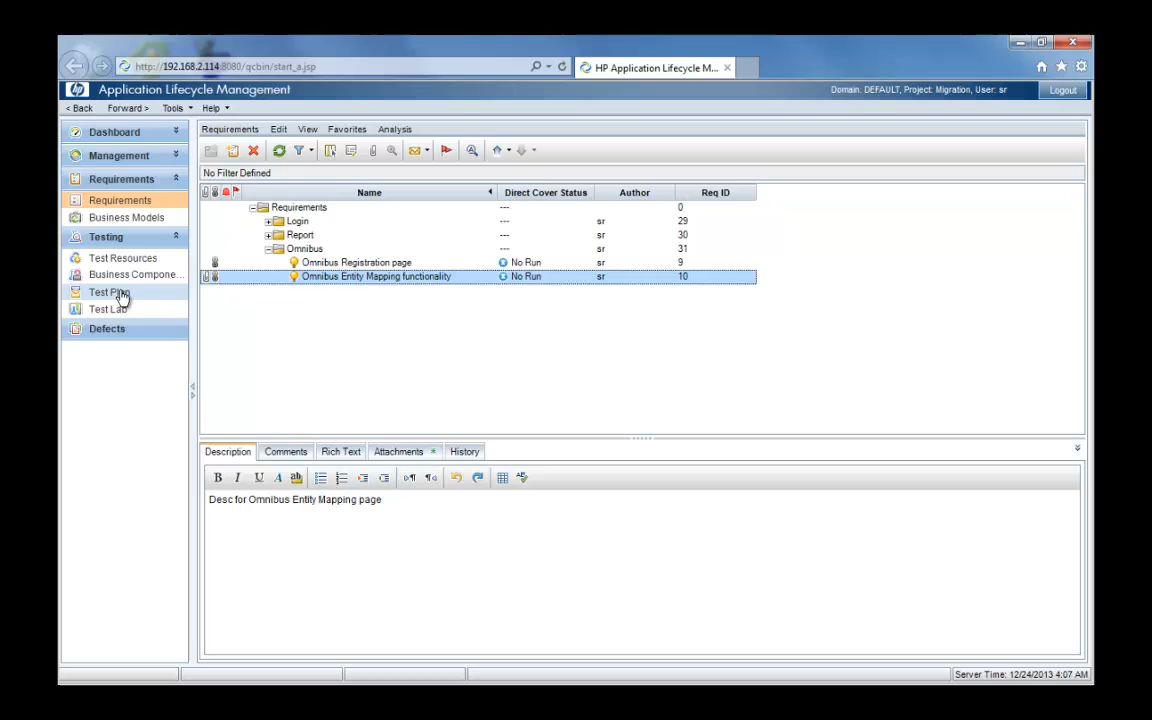 http://192.168.2.114:8080/qcbin/start_a.jsp
HP Application Lifecycle M...
hp Application Lifecycle Management
Domain: DEFAULT, Project: Migration, User: sr
Logout
< Back Forward > Tools Help
Dashboard
Management
Requirements
Requirements
Business Models
Testing
Test Resources
Business Compone...
Test Plan
Test Lab
Defects
Requirements Edit View Favorites Analysis
No Filter Defined
Name Direct Cover Status Author Req ID
Requirements --- 0
Login --- sr 29
Report --- sr 30
Omnibus --- sr 31
Omnibus Registration page No Run sr 9
Omnibus Entity Mapping functionality No Run sr 10
Description Comments Rich Text Attachments * History
B I U A ab
Desc for Omnibus Entity Mapping page
Server Time: 12/24/2013 4:07 AM